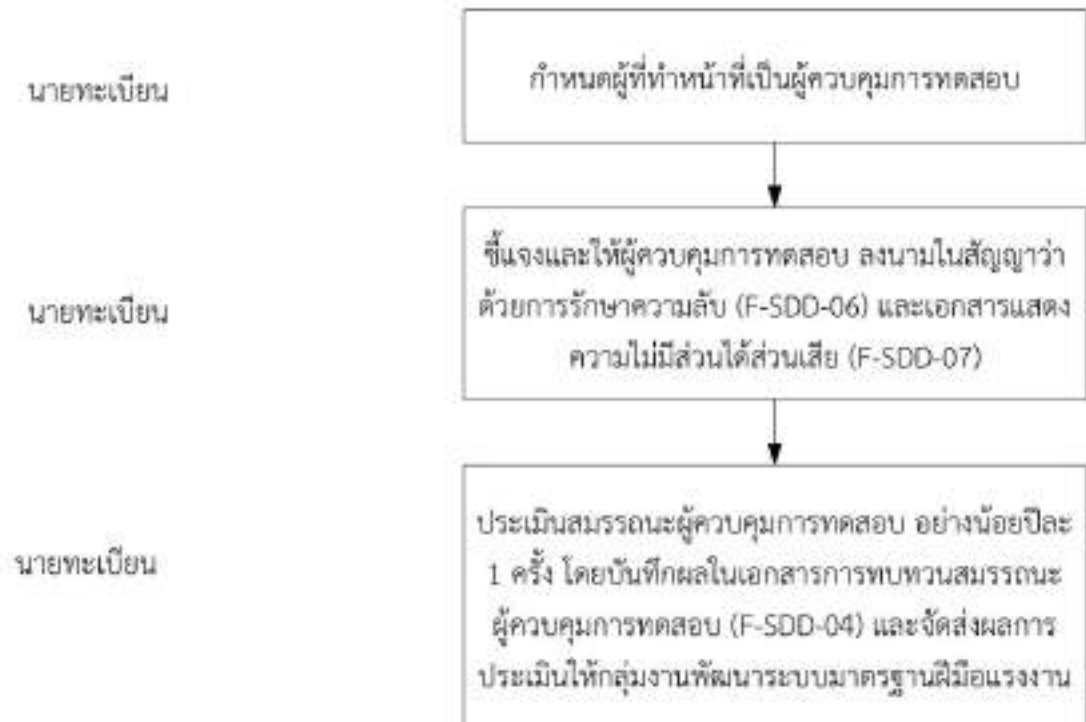 นายทะเบียน
กำหนดผู้ที่ทำหน้าที่เป็นผู้ควบคุมการทดสอบ
นายทะเบียน
ชี้แจงและให้ผู้ควบคุมการทดสอบ ลงนามในสัญญาว่า
ด้วยการรักษาความลับ (F-SDD-06) และเอกสารแสดง
ความไม่มีส่วนได้ส่วนเสีย (F-SDD-07)
นายทะเบียน
ประเมินสมรรถนะผู้ควบคุมการทดสอบ อย่างน้อยปีละ
1 ครั้ง โดยบันทึกผลในเอกสารการทบทวนสมรรถนะ
ผู้ควบคุมการทดสอบ (F-SDD-04) และจัดส่งผลการ
ประเมินให้กลุ่มงานพัฒนาระบบมาตรฐานฝีมือแรงงาน